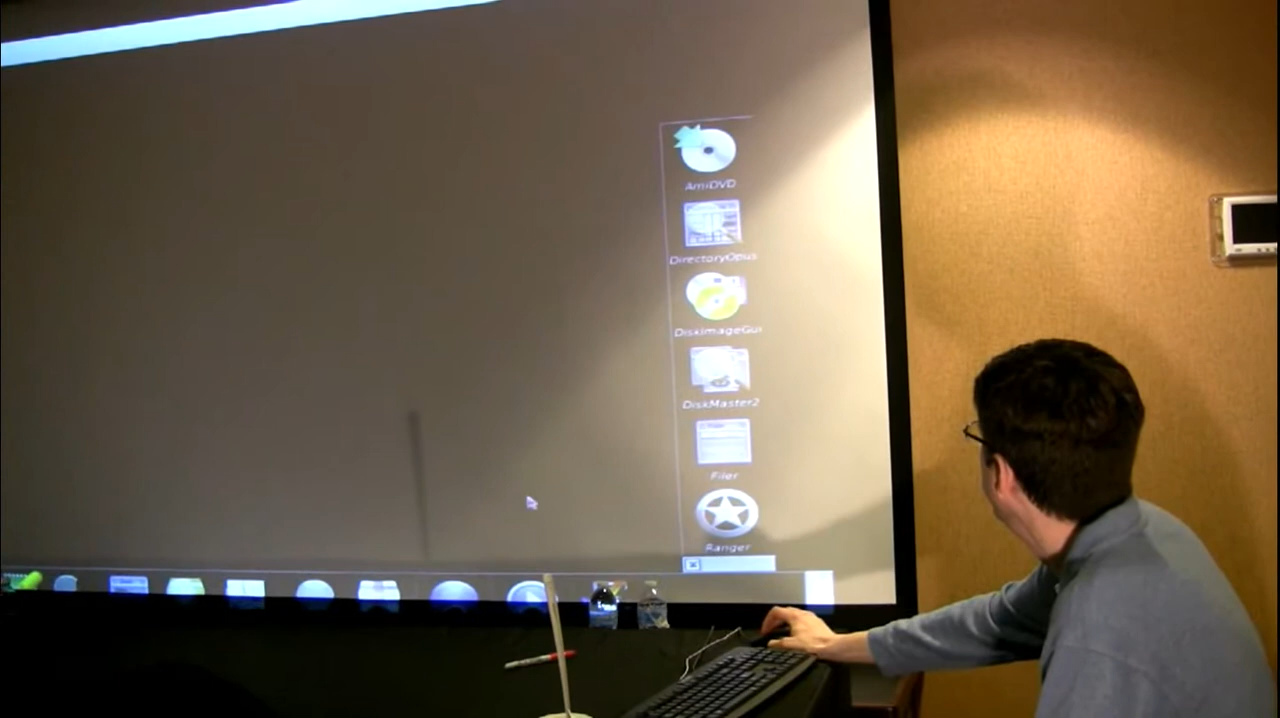 AmiDVD
DirectoryOpus
DiskImageGui
DiskMaster2
Filer
Ranger